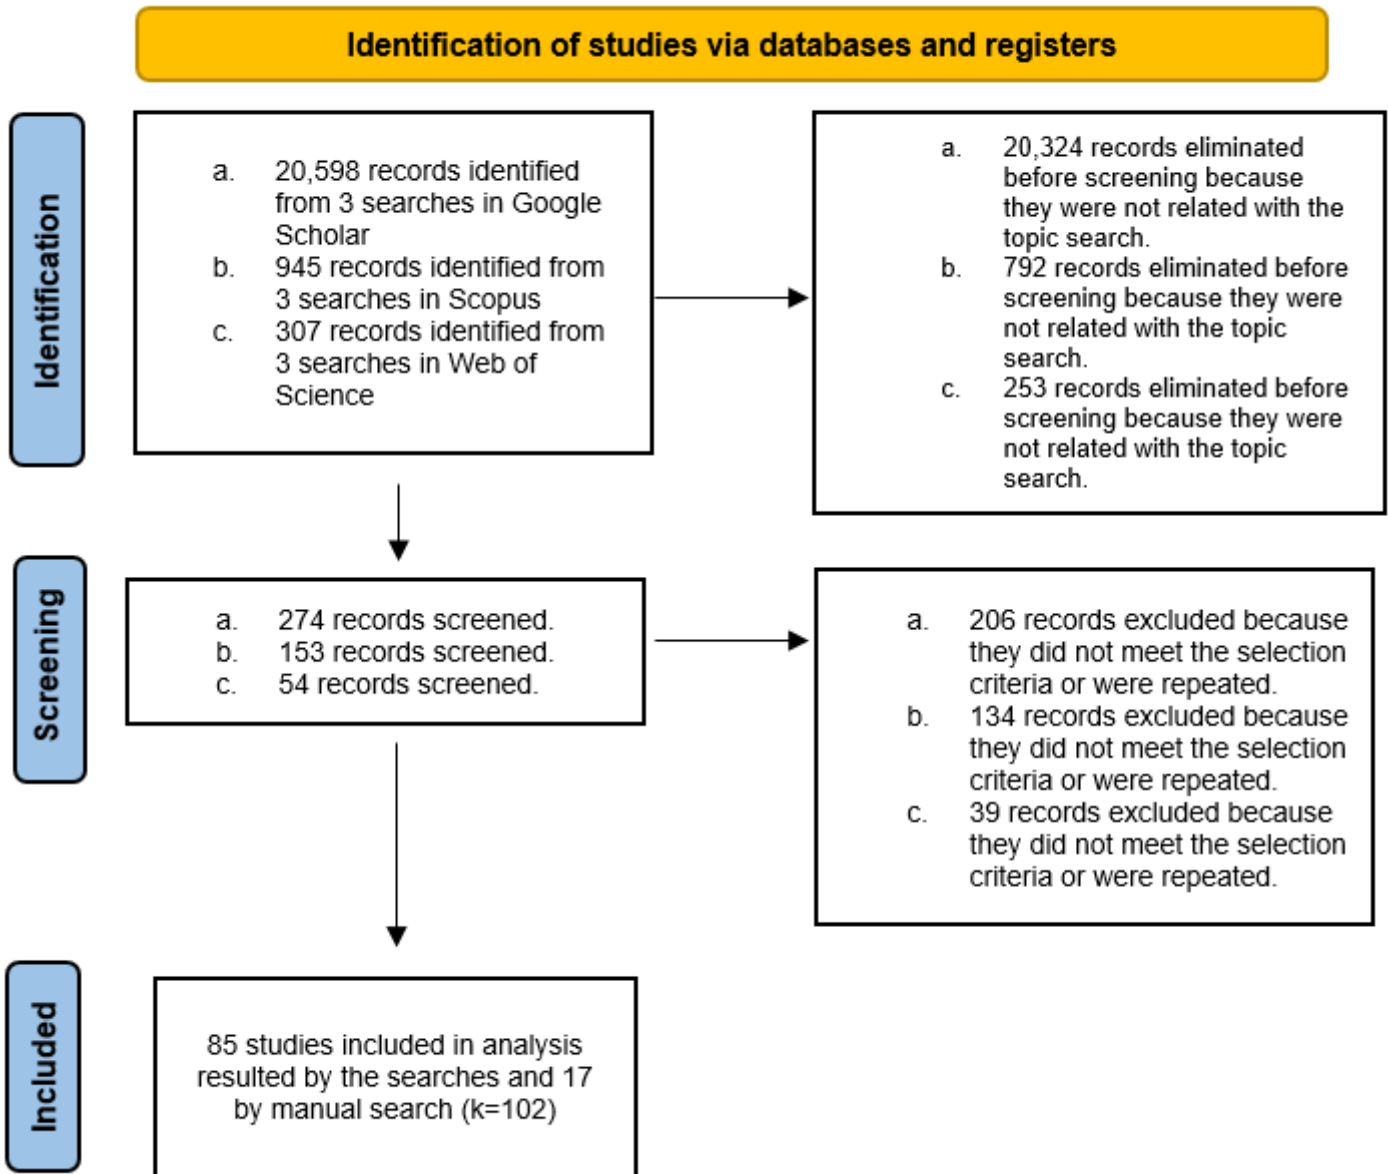 Identification of studies via databases and registers
Identification
a. 20,598 records identified
from 3 searches in Google
Scholar
b. 945 records identified from
3 searches in Scopus
c. 307 records identified from
3 searches in Web of
Science
a. 20,324 records eliminated
before screening because
they were not related with the
topic search.
b. 792 records eliminated before
screening because they were
not related with the topic
search.
c. 253 records eliminated before
screening because they were
not related with the topic
search.
Screening
a. 274 records screened.
b. 153 records screened.
c. 54 records screened.
a. 206 records excluded because
they did not meet the selection
criteria or were repeated.
b. 134 records excluded because
they did not meet the selection
criteria or were repeated.
c. 39 records excluded because
they did not meet the selection
criteria or were repeated.
Included
85 studies included in analysis
resulted by the searches and 17
by manual search (k=102)